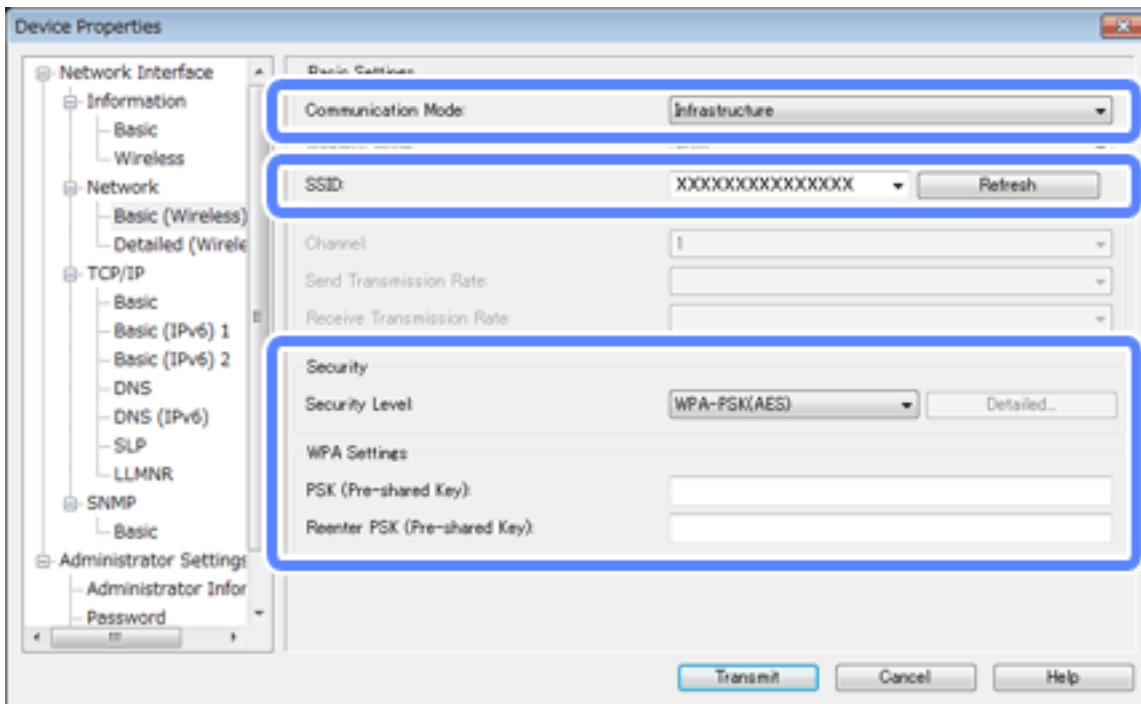 Device Properties
Network Interface
Information
Basic
Wireless
Network
Basic (Wireless)
Detailed (Wirele
TCP/IP
Basic
Basic (IPv6) 1
Basic (IPv6) 2
DNS
DNS (IPv6)
SLP
LLMNR
SNMP
Basic
Administrator Settings
Administrator Infor
Password
Basic Settings
Communication Mode: Infrastructure
SSID: XXXXXXXXXXXXXXX Refresh
Channel: 1
Send Transmission Rate:
Receive Transmission Rate:
Security
Security Level: WPA-PSK(AES) Detailed...
WPA Settings
PSK (Pre-shared Key):
Reenter PSK (Pre-shared Key):
Transmit Cancel Help